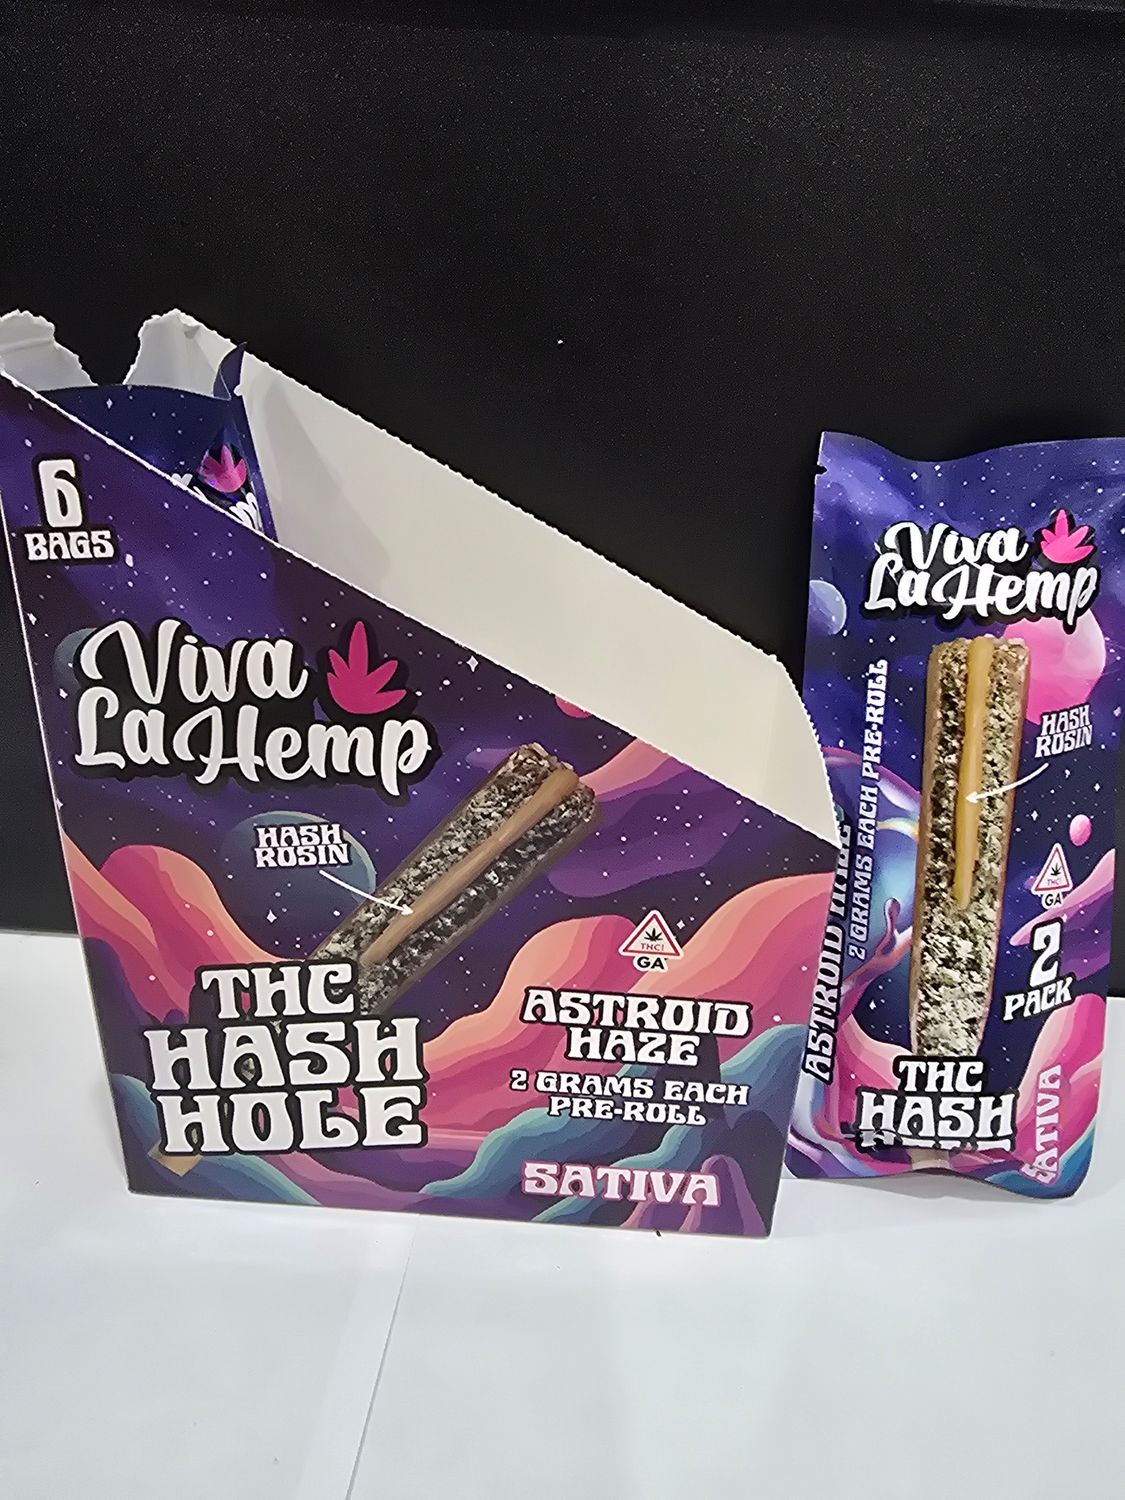 6
BAGS
Viva
La Hemp
HASH
ROSIN
THC
HASH
HOLE
THC!
GA
ASTROID
HAZE
2 GRAMS EACH
PRE-ROLL
SATIVA
Viva
La Hemp
ASTROID HAZE
2 GRAMS EACH PRE-ROLL
HASH
ROSIN
THC!
GA
2
PACK
THC
HASH
SATIVA